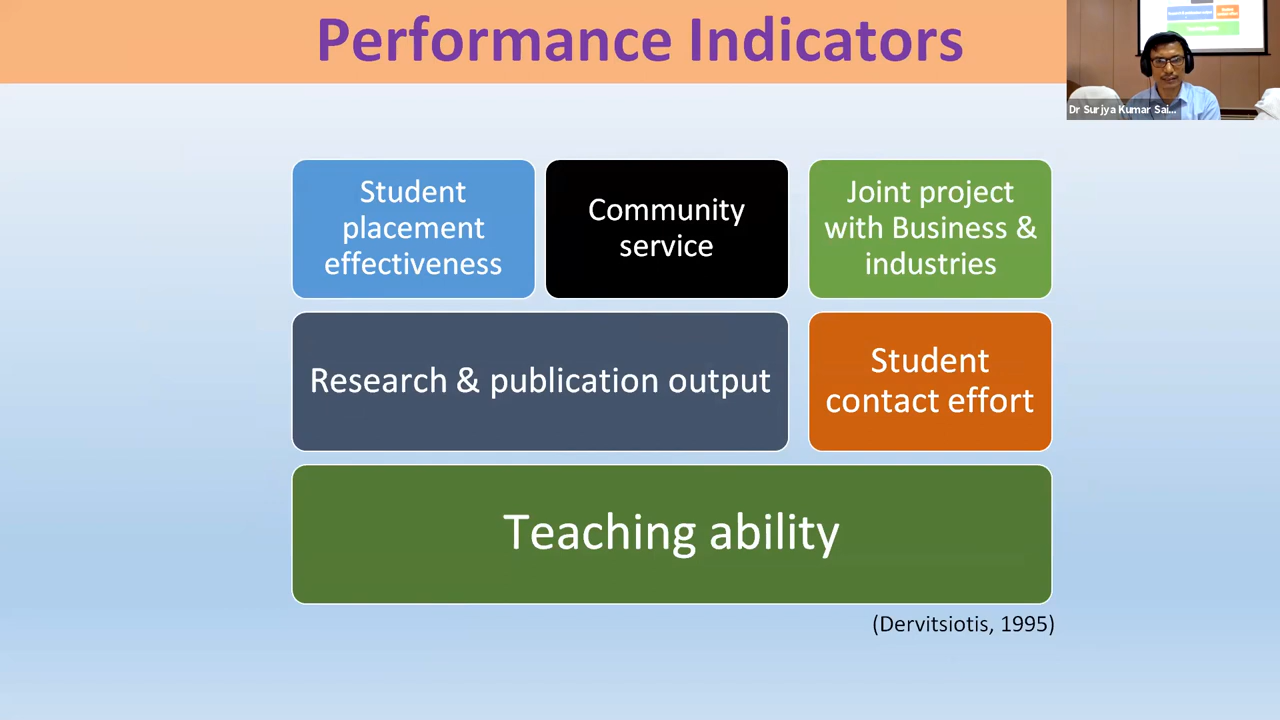 Performance Indicators
Dr Surjya Kumar Sai...
Student
placement
effectiveness
Community
service
Joint project
with Business &
industries
Research & publication output
Student
contact effort
Teaching ability
(Dervitsiotis, 1995)